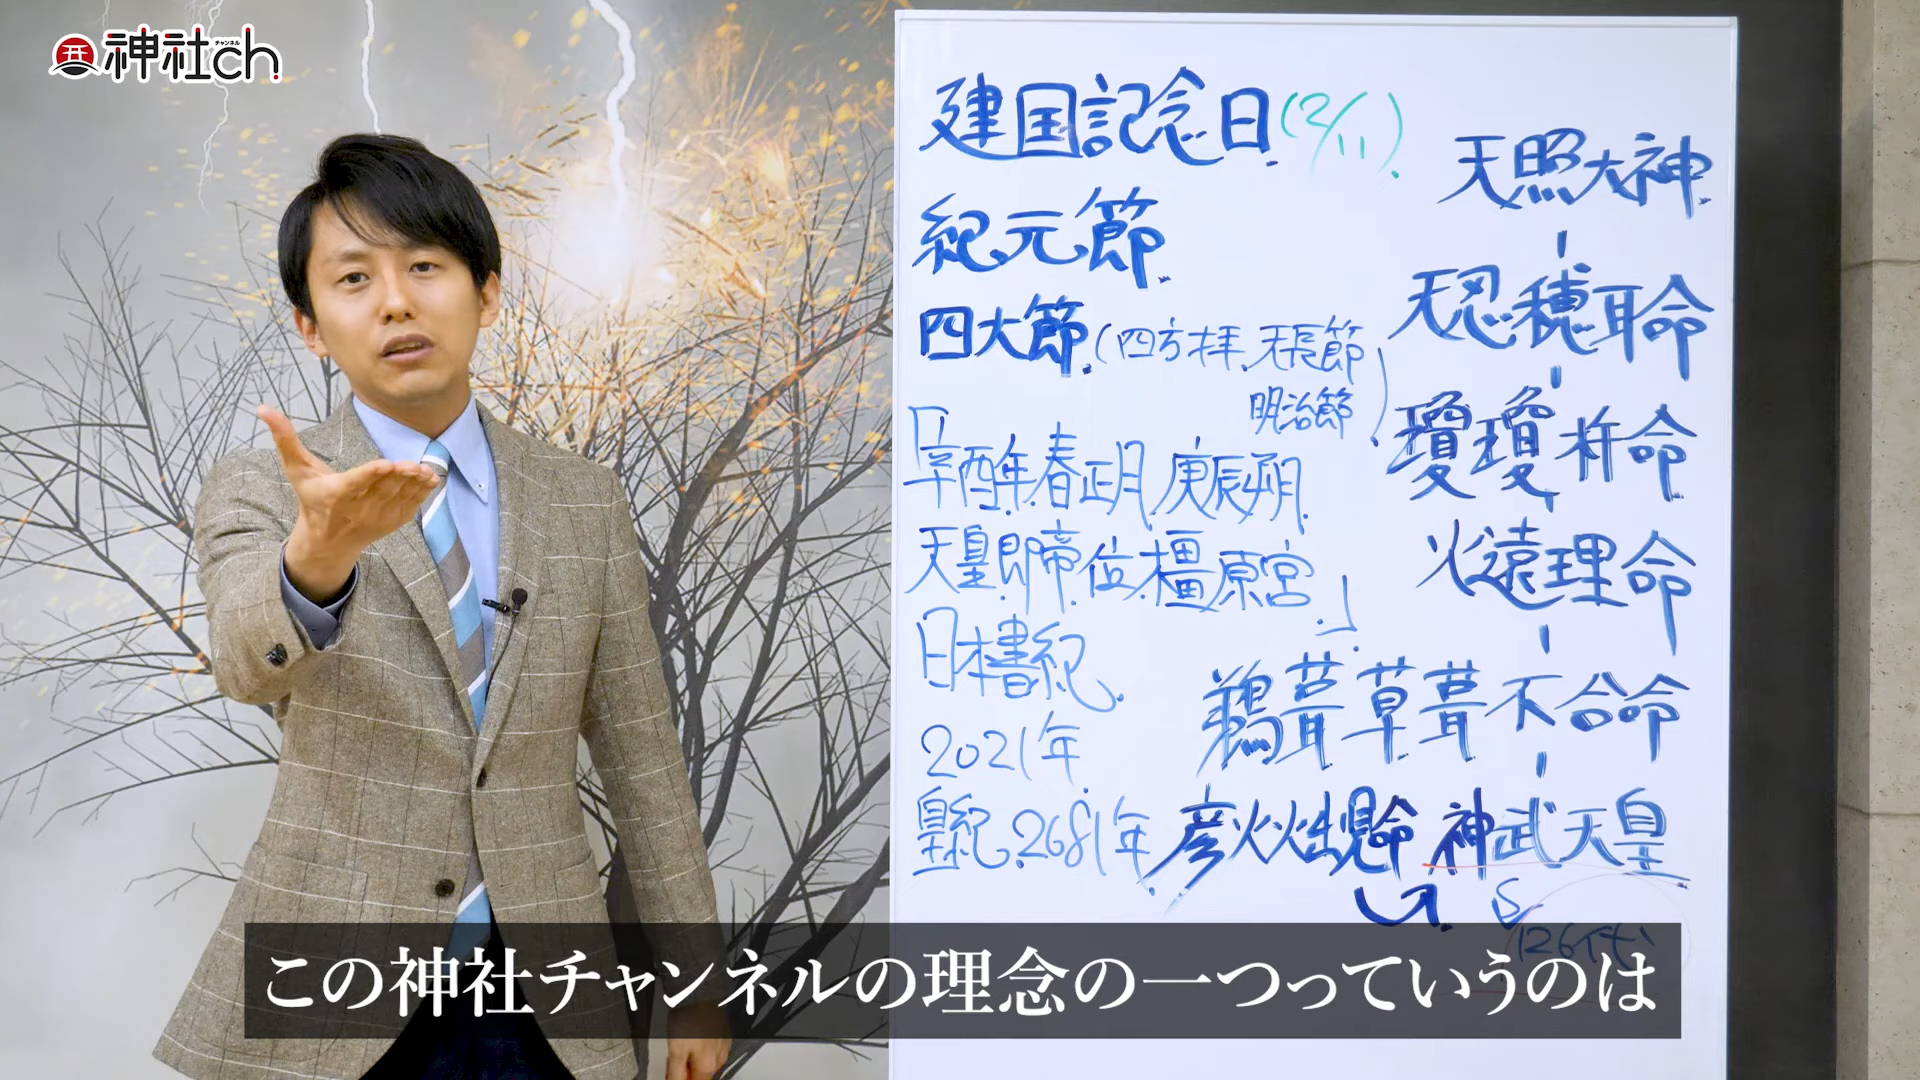 神社ch.
チャンネル
建国記念日(2/11).
紀元節.
四大節.(四方拝.天長節
明治節).
「辛酉年春正月庚辰朔.
天皇即帝位橿原宮」.
日本書紀.
2021年
皇紀.2681年
天照大神.
天忍穂耳命
瓊瓊杵命
火遠理命
鵜葺草葺不合命
彦火火出見命 神武天皇
126代
この神社チャンネルの理念の一つっていうのは